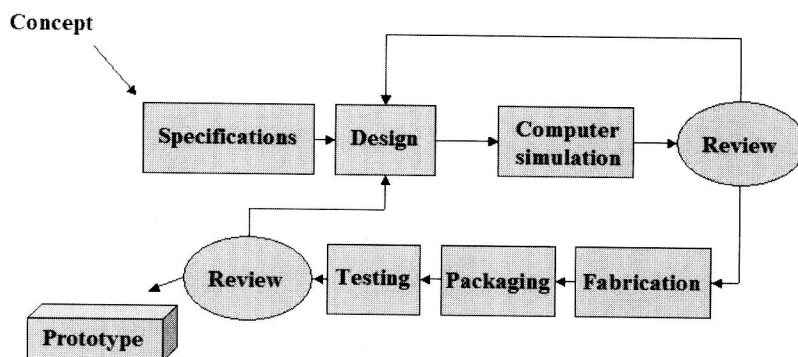 Concept
Specifications
Design
Computer
simulation
Review
Review
Testing
Packaging
Fabrication
Prototype